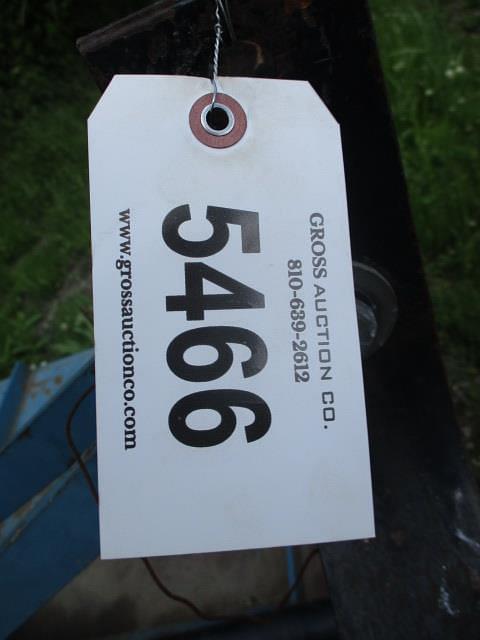 GROSS AUCTION CO.
810-639-2612
5466
www.grossauctionco.com